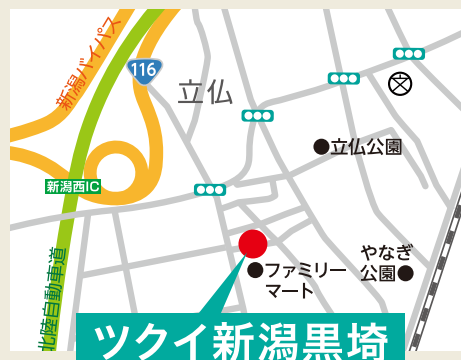 新潟バイパス
116
立仏
立仏公園
新潟西IC
北陸自動車道
ファミリー
マート
やなぎ
公園
ツクイ新潟黒埼